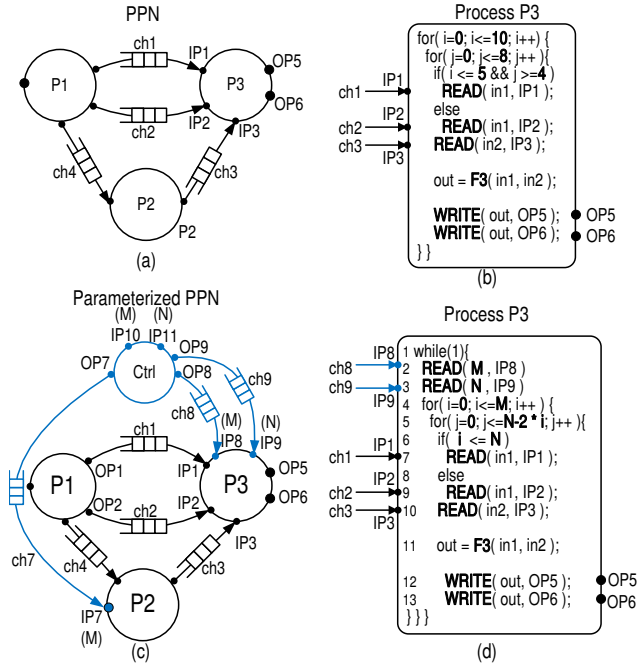 PPN
ch1
IP1
OP5
P1
P3
OP6
ch2
IP2
IP3
ch4
ch3
P2
P2
(a)
Process P3
for( i=0; i<=10; i++) {
for( j=0; j<=8; j++ ){
if( i <= 5 && j >=4 )
IP1
ch1
READ( in1, IP1 );
else
IP2
ch2
READ( in1, IP2 );
ch3
READ( in2, IP3 );
IP3
out = F3( in1, in2 );
WRITE( out, OP5 );
OP5
WRITE( out, OP6 );
OP6
} }
(b)
Parameterized PPN
(M)
(N)
IP10
IP11
OP7
OP9
Ctrl
OP8
ch9
ch8
(M)
(N)
ch1
IP8
IP9
OP1
IP1
OP5
P1
P3
OP2
IP2
OP6
ch2
IP3
ch7
ch4
ch3
P2
IP7
(M)
(c)
Process P3
1 while(1){
IP8
ch8
2 READ( M , IP8 )
ch9
3 READ( N , IP9 )
IP9
4 for( i=0; i<=M; i++ ) {
5 for( j=0; j<=N-2 * i; j++ ){
6 if( i <= N )
IP1
ch1
7 READ( in1, IP1 );
8 else
IP2
ch2
9 READ( in1, IP2 );
ch3
10 READ( in2, IP3 );
IP3
11 out = F3( in1, in2 );
12 WRITE( out, OP5 );
OP5
13 WRITE( out, OP6 );
OP6
} } }
(d)